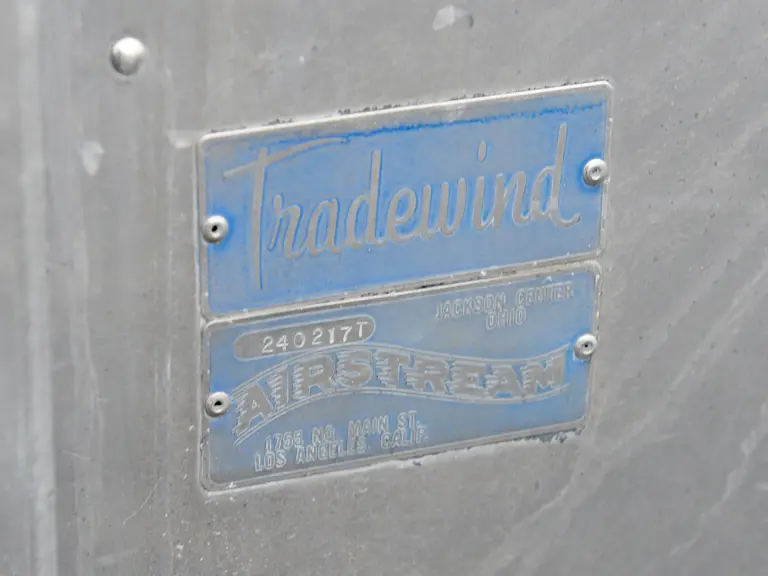 Tradewind
JACKSON CENTER
OHIO
240217T
AIRSTREAM
1755 NO. MAIN ST.
LOS ANGELES, CALIF.